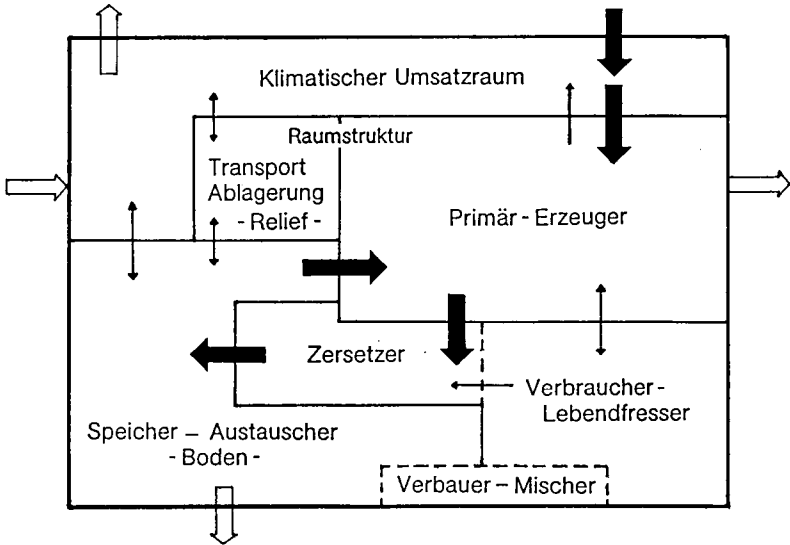 Klimatischer Umsatzraum
Raumstruktur
Transport
Ablagerung
- Relief -
Primär - Erzeuger
Zersetzer
Verbraucher -
Lebendfresser
Speicher – Austauscher
- Boden -
Verbauer – Mischer